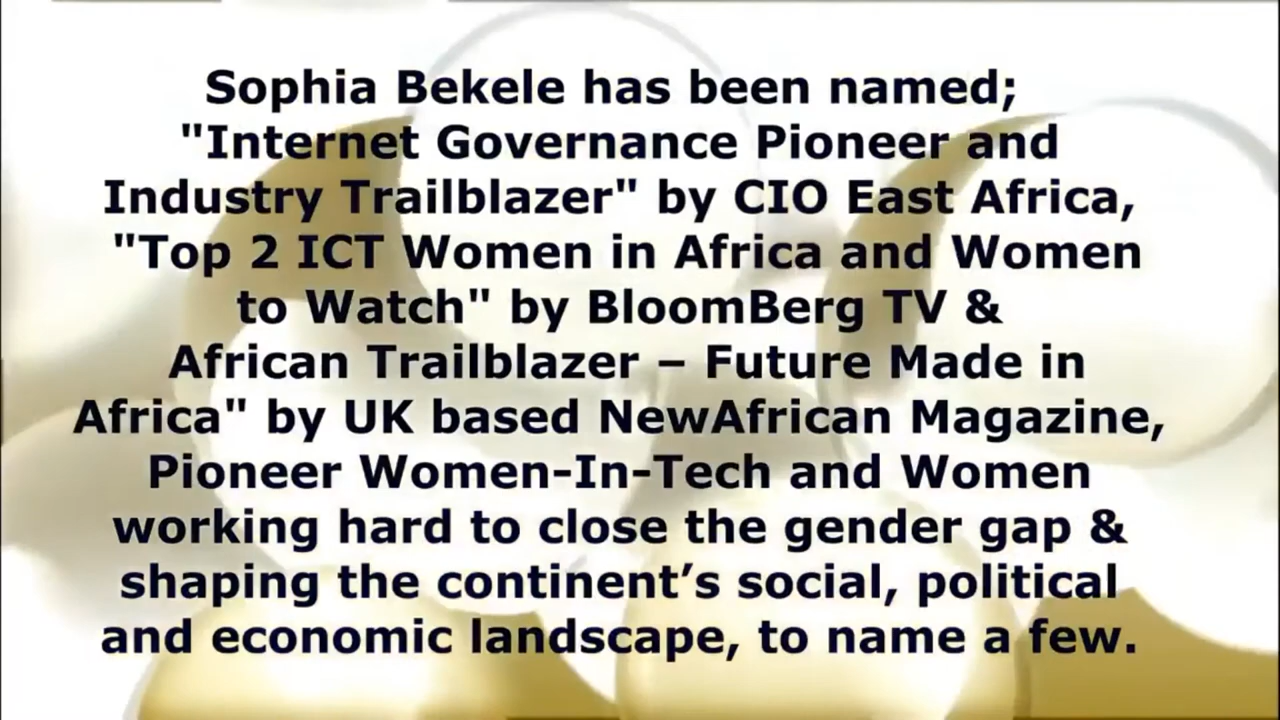 Sophia Bekele has been named;
"Internet Governance Pioneer and
Industry Trailblazer" by CIO East Africa,
"Top 2 ICT Women in Africa and Women
to Watch" by BloomBerg TV &
African Trailblazer – Future Made in
Africa" by UK based NewAfrican Magazine,
Pioneer Women-In-Tech and Women
working hard to close the gender gap &
shaping the continent’s social, political
and economic landscape, to name a few.